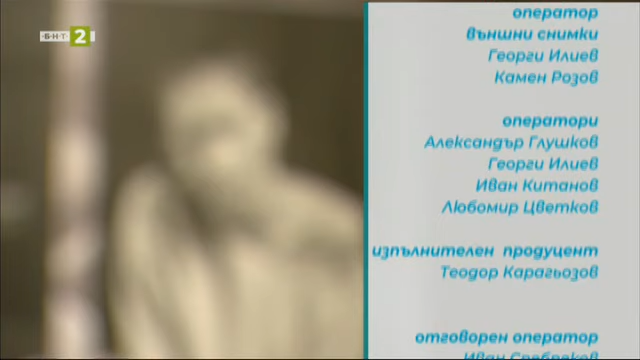 БНТ 2
оператор
външни снимки
Георги Илиев
Камен Розов
оператори
Александър Глушков
Георги Илиев
Иван Китанов
Любомир Цветков
изпълнителен продуцент
Теодор Карагьозов
отговорен оператор
Иван